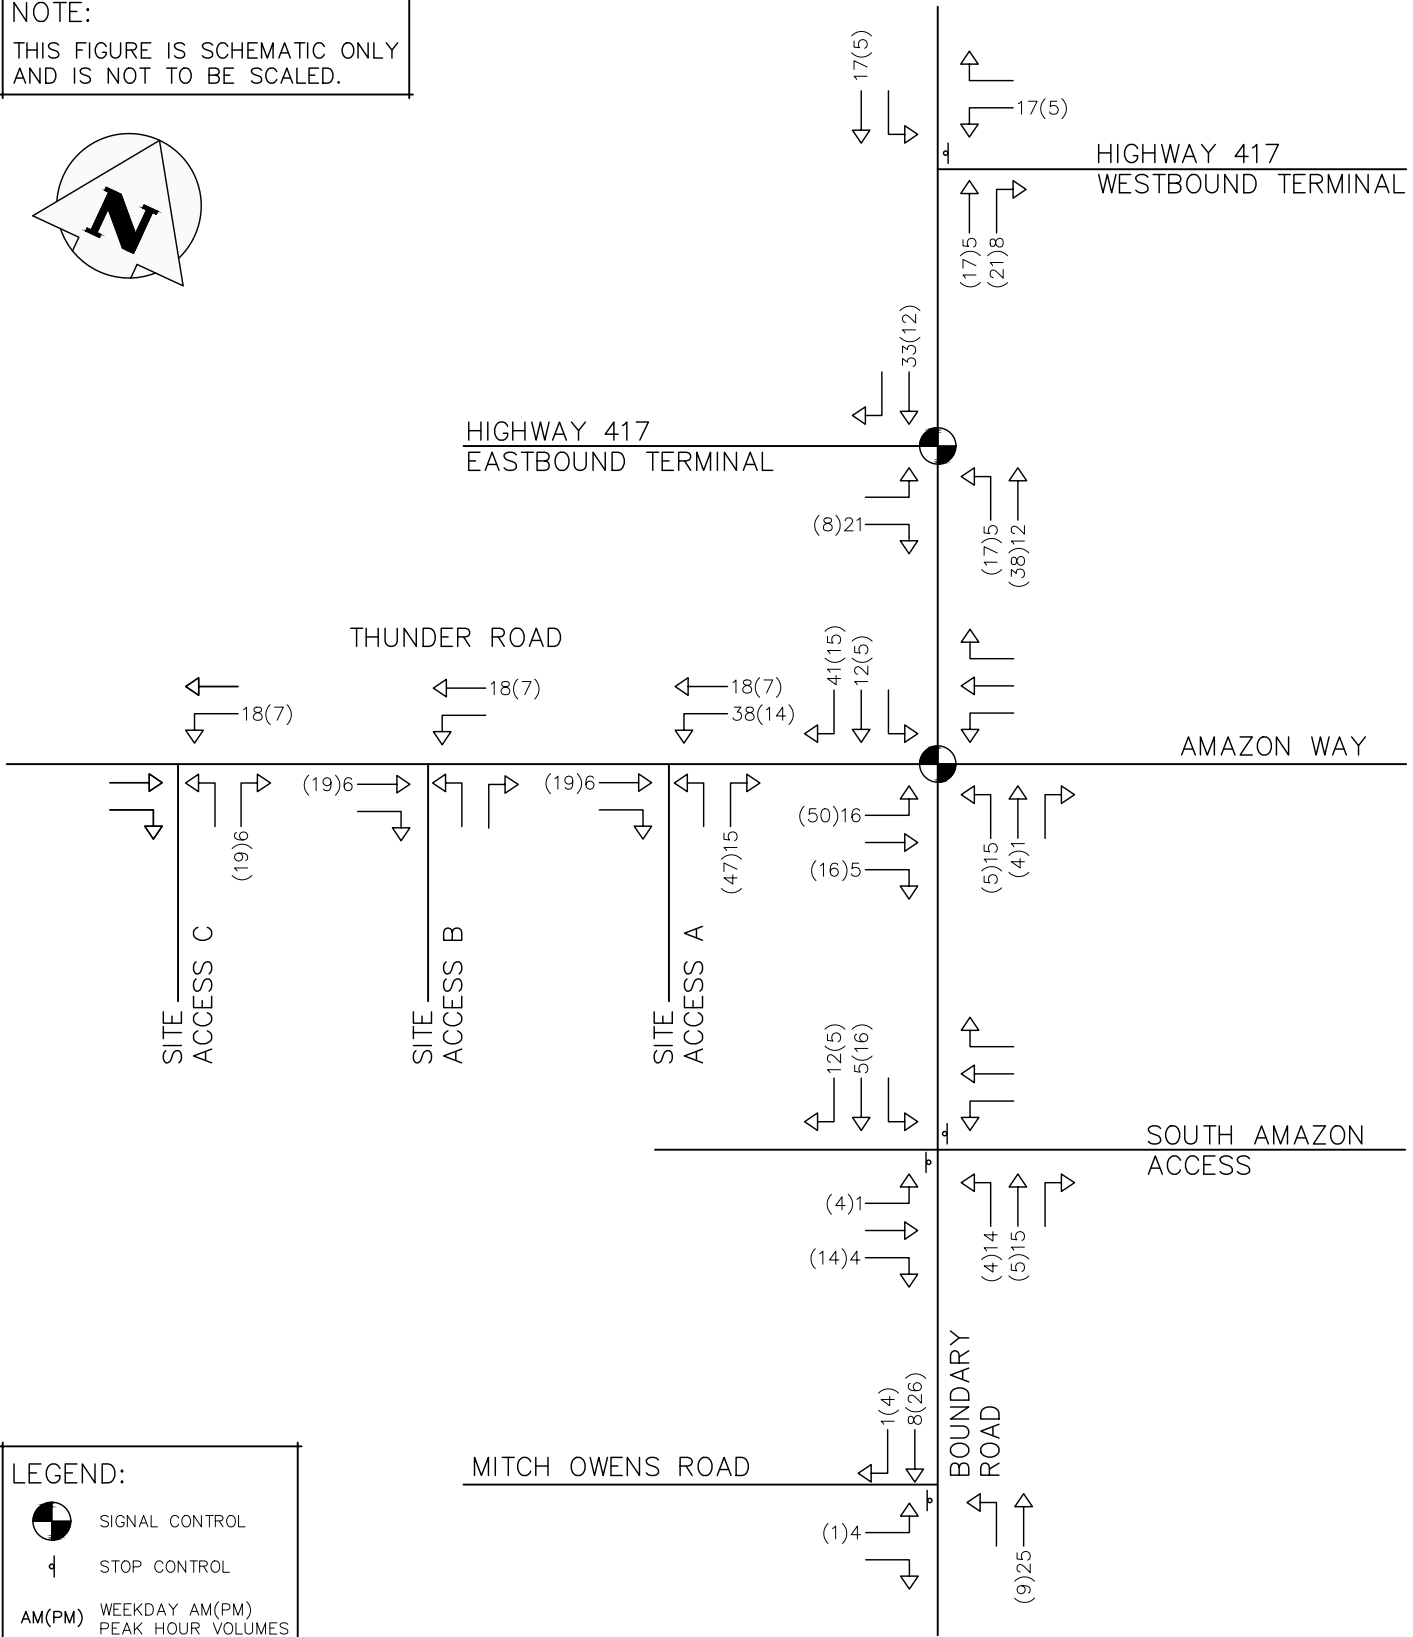 NOTE:
THIS FIGURE IS SCHEMATIC ONLY
AND IS NOT TO BE SCALED.
N
17(5)
17(5)
HIGHWAY 417
WESTBOUND TERMINAL
(17)5
(21)8
33(12)
HIGHWAY 417
EASTBOUND TERMINAL
(8)21
(17)5
(38)12
THUNDER ROAD
18(7)
18(7)
18(7)
38(14)
41(15)
12(5)
AMAZON WAY
(19)6
(19)6
(19)6
(47)15
(50)16
(16)5
(5)15
(4)1
SITE
ACCESS C
SITE
ACCESS B
SITE
ACCESS A
12(5)
5(16)
SOUTH AMAZON
ACCESS
(4)1
(14)4
(4)14
(5)15
BOUNDARY
ROAD
1(4)
8(26)
MITCH OWENS ROAD
(1)4
(9)25
LEGEND:
SIGNAL CONTROL
STOP CONTROL
AM(PM) WEEKDAY AM(PM)
PEAK HOUR VOLUMES